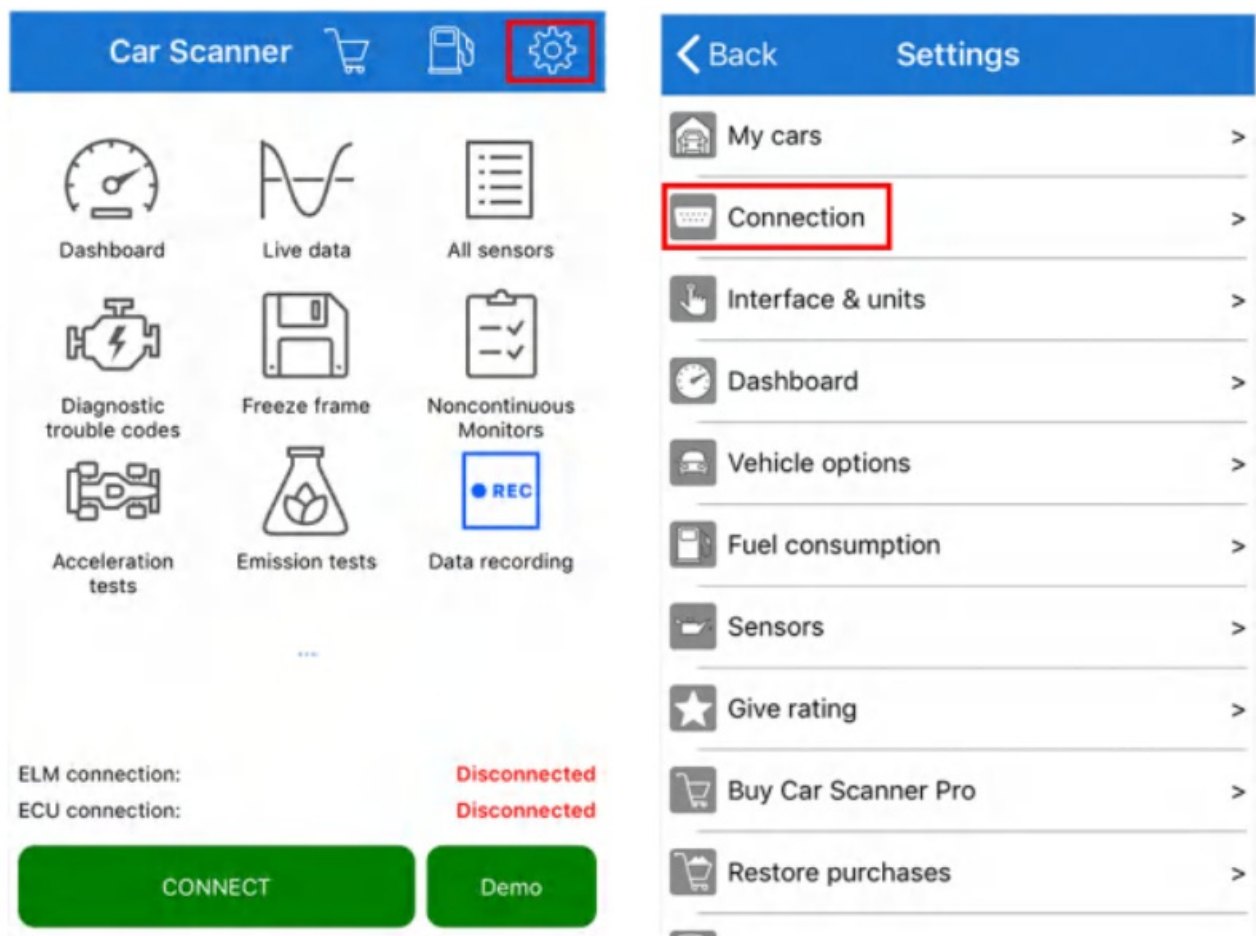 Car Scanner
Dashboard
Live data
All sensors
Diagnostic
trouble codes
Freeze frame
Noncontinuous
Monitors
Acceleration
tests
Emission tests
REC
Data recording
...
ELM connection: Disconnected
ECU connection: Disconnected
CONNECT
Demo
Back
Settings
My cars >
Connection >
Interface & units >
Dashboard >
Vehicle options >
Fuel consumption >
Sensors >
Give rating >
Buy Car Scanner Pro >
Restore purchases >